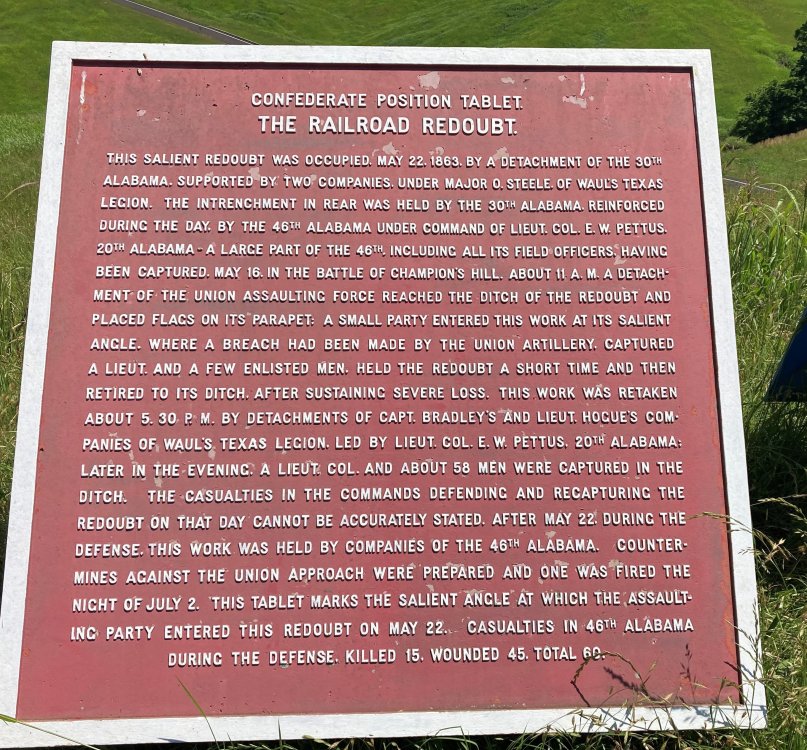 CONFEDERATE POSITION TABLET.
THE RAILROAD REDOUBT.
THIS SALIENT REDOUBT WAS OCCUPIED, MAY 22, 1863, BY A DETACHMENT OF THE 30TH
ALABAMA, SUPPORTED BY TWO COMPANIES, UNDER MAJOR O. STEELE, OF WAUL'S TEXAS
LEGION. THE INTRENCHMENT IN REAR WAS HELD BY THE 30TH ALABAMA, REINFORCED
DURING THE DAY, BY THE 46TH ALABAMA UNDER COMMAND OF LIEUT. COL. E. W. PETTUS,
20TH ALABAMA - A LARGE PART OF THE 46TH, INCLUDING ALL ITS FIELD OFFICERS, HAVING
BEEN CAPTURED, MAY 16, IN THE BATTLE OF CHAMPION'S HILL. ABOUT 11 A. M. A DETACH-
MENT OF THE UNION ASSAULTING FORCE REACHED THE DITCH OF THE REDOUBT AND
PLACED FLAGS ON ITS PARAPET; A SMALL PARTY ENTERED THIS WORK AT ITS SALIENT
ANGLE, WHERE A BREACH HAD BEEN MADE BY THE UNION ARTILLERY, CAPTURED
A LIEUT. AND A FEW ENLISTED MEN, HELD THE REDOUBT A SHORT TIME AND THEN
RETIRED TO ITS DITCH, AFTER SUSTAINING SEVERE LOSS. THIS WORK WAS RETAKEN
ABOUT 5. 30 P. M. BY DETACHMENTS OF CAPT. BRADLEY'S AND LIEUT. HOGUE'S COM-
PANIES OF WAUL'S TEXAS LEGION, LED BY LIEUT. COL. E. W. PETTUS, 20TH ALABAMA;
LATER IN THE EVENING, A LIEUT. COL. AND ABOUT 58 MEN WERE CAPTURED IN THE
DITCH. THE CASUALTIES IN THE COMMANDS DEFENDING AND RECAPTURING THE
REDOUBT ON THAT DAY CANNOT BE ACCURATELY STATED. AFTER MAY 22, DURING THE
DEFENSE, THIS WORK WAS HELD BY COMPANIES OF THE 46TH ALABAMA. COUNTER-
MINES AGAINST THE UNION APPROACH WERE PREPARED AND ONE WAS FIRED THE
NIGHT OF JULY 2. THIS TABLET MARKS THE SALIENT ANGLE AT WHICH THE ASSAULT-
ING PARTY ENTERED THIS REDOUBT ON MAY 22. CASUALTIES IN 46TH ALABAMA
DURING THE DEFENSE, KILLED 15, WOUNDED 45, TOTAL 60.